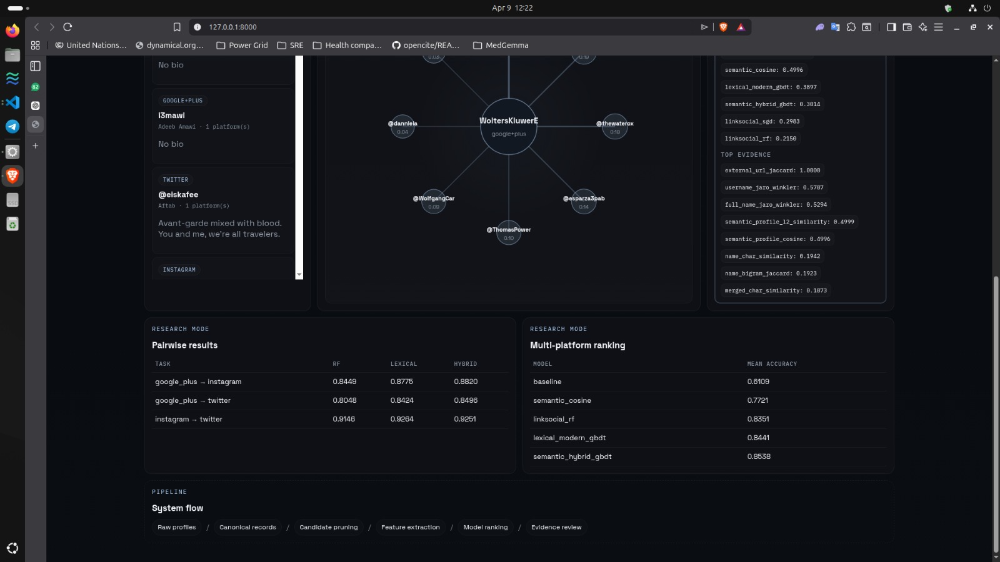 Apr 9 12:22
127.0.0.1:8000
United Nations...
dynamical.org...
Power Grid
SRE
Health compa...
opencite/REA...
MedGemma
82
No bio
GOOGLE+PLUS
i3mawi
Adeeb Amawi · 1 platform(s)
No bio
TWITTER
@eiskafee
Aftab · 1 platform(s)
Avant-garde mixed with blood.
You and me, we're all travelers.
INSTAGRAM
0.03
0.19
WoltersKluwerE
google+plus
@danniela
0.04
@thewaterox
0.18
@WolfgangCar
0.09
@esparza3pab
0.14
@ThomasPower
0.10
semantic_cosine: 0.4996
lexical_modern_gbdt: 0.3897
semantic_hybrid_gbdt: 0.3014
linksocial_sgd: 0.2983
linksocial_rf: 0.2150
TOP EVIDENCE
external_url_jaccard: 1.0000
username_jaro_winkler: 0.5787
full_name_jaro_winkler: 0.5294
semantic_profile_l2_similarity: 0.4999
semantic_profile_cosine: 0.4996
name_char_similarity: 0.1942
name_bigram_jaccard: 0.1923
merged_char_similarity: 0.1873
RESEARCH MODE
Pairwise results
TASK RF LEXICAL HYBRID
google_plus → instagram 0.8449 0.8775 0.8820
google_plus → twitter 0.8048 0.8424 0.8496
instagram → twitter 0.9146 0.9264 0.9251
RESEARCH MODE
Multi-platform ranking
MODEL MEAN ACCURACY
baseline 0.6109
semantic_cosine 0.7721
linksocial_rf 0.8351
lexical_modern_gbdt 0.8441
semantic_hybrid_gbdt 0.8538
PIPELINE
System flow
Raw profiles / Canonical records / Candidate pruning / Feature extraction / Model ranking / Evidence review